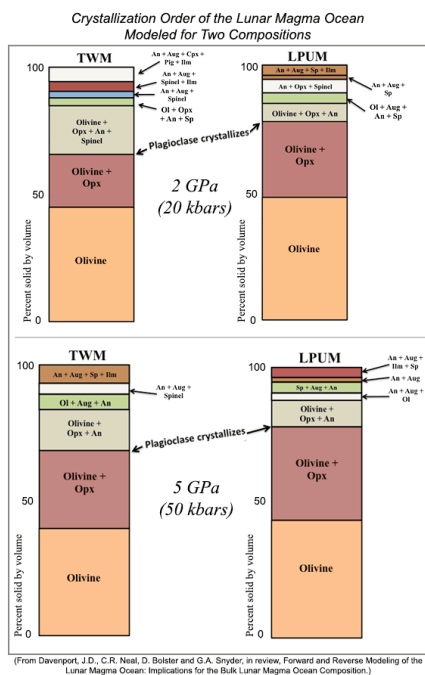 Crystallization Order of the Lunar Magma Ocean
Modeled for Two Compositions
TWM
100
50
0
Percent solid by volume
An + Aug + Cpx +
Pig + Ilm
An + Aug +
Spinel + Ilm
An + Aug +
Spinel
Ol + Opx
+ An + Sp
Olivine +
Opx + An +
Spinel
Olivine +
Opx
Olivine
Plagioclase crystallizes
2 GPa
(20 kbars)
LPUM
100
50
0
Percent solid by volume
An + Aug + Sp + Ilm
An + Aug +
Sp
An + Opx + Spinel
Ol + Aug +
An + Sp
Olivine + Opx + An
Olivine +
Opx
Olivine
TWM
100
50
0
Percent solid by volume
An + Aug + Sp + Ilm
An + Aug +
Spinel
Ol + Aug + An
Olivine +
Opx + An
Olivine +
Opx
Olivine
Plagioclase crystallizes
5 GPa
(50 kbars)
LPUM
100
50
0
Percent solid by volume
An + Aug +
Ilm + Sp
An + Aug
Sp + Aug + An
An + Aug +
Ol
Olivine +
Opx + An
Olivine +
Opx
Olivine
(From Davenport, J.D., C.R. Neal, D. Bolster and G.A. Snyder, in review, Forward and Reverse Modeling of the
Lunar Magma Ocean: Implications for the Bulk Lunar Magma Ocean Composition.)